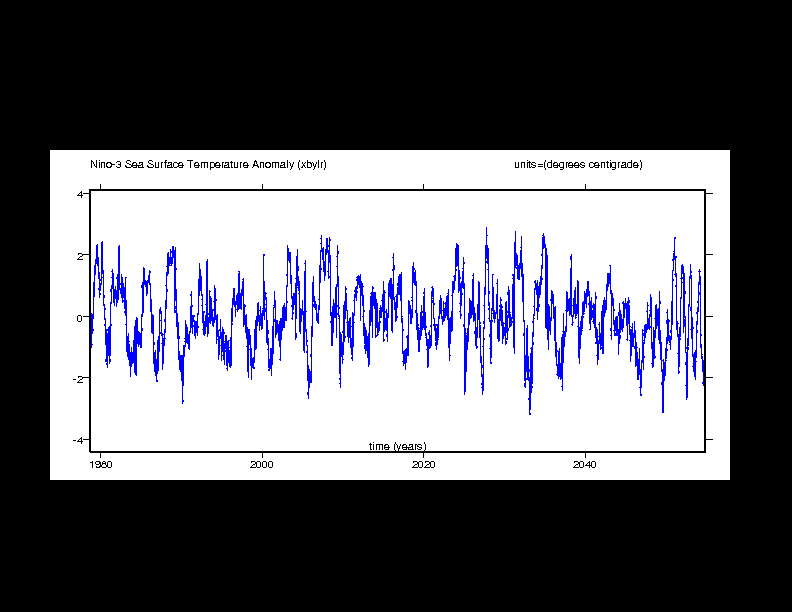 Nino-3 Sea Surface Temperature Anomaly (xbylr) units=(degrees centigrade)
4
2
0
-2
-4
time (years)
1980 2000 2020 2040